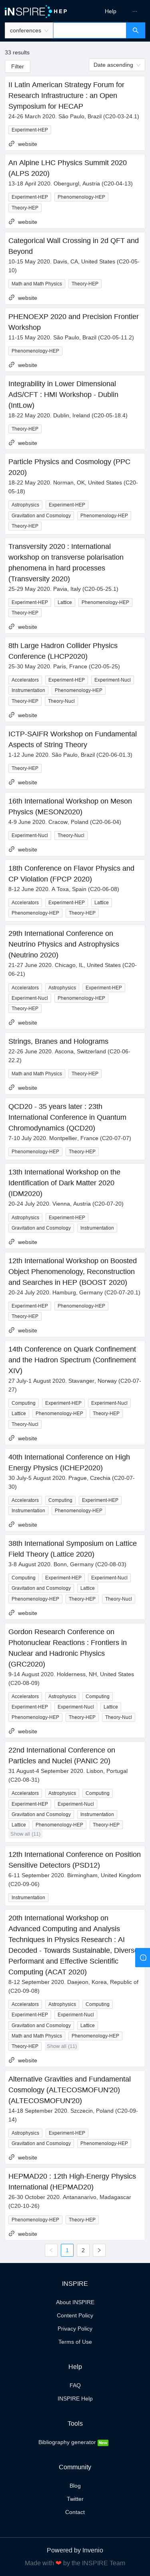 INSPIRE HEP
Help
conferences
33 results
Filter
Date ascending
II Latin American Strategy Forum for
Research Infrastructure : an Open
Symposium for HECAP
24-26 March 2020. São Paulo, Brazil (C20-03-24.1)
Experiment-HEP
website
An Alpine LHC Physics Summit 2020
(ALPS 2020)
13-18 April 2020. Obergurgl, Austria (C20-04-13)
Experiment-HEP Phenomenology-HEP
Theory-HEP
website
Categorical Wall Crossing in 2d QFT and
Beyond
10-15 May 2020. Davis, CA, United States (C20-05-
10)
Math and Math Physics Theory-HEP
website
PHENOEXP 2020 and Precision Frontier
Workshop
11-15 May 2020. São Paulo, Brazil (C20-05-11.2)
Phenomenology-HEP
website
Integrability in Lower Dimensional
AdS/CFT : HMI Workshop - Dublin
(IntLow)
18-22 May 2020. Dublin, Ireland (C20-05-18.4)
Theory-HEP
website
Particle Physics and Cosmology (PPC
2020)
18-22 May 2020. Norman, OK, United States (C20-
05-18)
Astrophysics Experiment-HEP
Gravitation and Cosmology Phenomenology-HEP
Theory-HEP
Transversity 2020 : International
workshop on transverse polarisation
phenomena in hard processes
(Transversity 2020)
25-29 May 2020. Pavia, Italy (C20-05-25.1)
Experiment-HEP Lattice Phenomenology-HEP
Theory-HEP
website
8th Large Hadron Collider Physics
Conference (LHCP2020)
25-30 May 2020. Paris, France (C20-05-25)
Accelerators Experiment-HEP Experiment-Nucl
Instrumentation Phenomenology-HEP
Theory-HEP Theory-Nucl
website
ICTP-SAIFR Workshop on Fundamental
Aspects of String Theory
1-12 June 2020. São Paulo, Brazil (C20-06-01.3)
Theory-HEP
website
16th International Workshop on Meson
Physics (MESON2020)
4-9 June 2020. Cracow, Poland (C20-06-04)
Experiment-Nucl Theory-Nucl
website
18th Conference on Flavor Physics and
CP Violation (FPCP 2020)
8-12 June 2020. A Toxa, Spain (C20-06-08)
Accelerators Experiment-HEP Lattice
Phenomenology-HEP Theory-HEP
29th International Conference on
Neutrino Physics and Astrophysics
(Neutrino 2020)
21-27 June 2020. Chicago, IL, United States (C20-
06-21)
Accelerators Astrophysics Experiment-HEP
Experiment-Nucl Phenomenology-HEP
Theory-HEP
website
Strings, Branes and Holograms
22-26 June 2020. Ascona, Switzerland (C20-06-
22.2)
Math and Math Physics Theory-HEP
website
QCD20 - 35 years later : 23th
International Conference in Quantum
Chromodynamics (QCD20)
7-10 July 2020. Montpellier, France (C20-07-07)
Phenomenology-HEP Theory-HEP
13th International Workshop on the
Identification of Dark Matter 2020
(IDM2020)
20-24 July 2020. Vienna, Austria (C20-07-20)
Astrophysics Experiment-HEP
Gravitation and Cosmology Instrumentation
website
12th International Workshop on Boosted
Object Phenomenology, Reconstruction
and Searches in HEP (BOOST 2020)
20-24 July 2020. Hamburg, Germany (C20-07-20.1)
Experiment-HEP Phenomenology-HEP
Theory-HEP
website
14th Conference on Quark Confinement
and the Hadron Spectrum (Confinement
XIV)
27 July-1 August 2020. Stavanger, Norway (C20-07-
27)
Computing Experiment-HEP Experiment-Nucl
Lattice Phenomenology-HEP Theory-HEP
Theory-Nucl
website
40th International Conference on High
Energy Physics (ICHEP2020)
30 July-5 August 2020. Prague, Czechia (C20-07-
30)
Accelerators Computing Experiment-HEP
Instrumentation Phenomenology-HEP
website
38th International Symposium on Lattice
Field Theory (Lattice 2020)
3-8 August 2020. Bonn, Germany (C20-08-03)
Computing Experiment-HEP Experiment-Nucl
Gravitation and Cosmology Lattice
Phenomenology-HEP Theory-HEP Theory-Nucl
website
Gordon Research Conference on
Photonuclear Reactions : Frontiers in
Nuclear and Hadronic Physics
(GRC2020)
9-14 August 2020. Holderness, NH, United States
(C20-08-09)
Accelerators Astrophysics Computing
Experiment-HEP Experiment-Nucl Lattice
Phenomenology-HEP Theory-HEP Theory-Nucl
website
22nd International Conference on
Particles and Nuclei (PANIC 20)
31 August-4 September 2020. Lisbon, Portugal
(C20-08-31)
Accelerators Astrophysics Computing
Experiment-HEP Experiment-Nucl
Gravitation and Cosmology Instrumentation
Lattice Phenomenology-HEP Theory-HEP
Show all (11)
12th International Conference on Position
Sensitive Detectors (PSD12)
6-11 September 2020. Birmingham, United Kingdom
(C20-09-06)
Instrumentation
20th International Workshop on
Advanced Computing and Analysis
Techniques in Physics Research : AI
Decoded - Towards Sustainable, Diverse,
Performant and Effective Scientific
Computing (ACAT 2020)
8-12 September 2020. Daejeon, Korea, Republic of
(C20-09-08)
Accelerators Astrophysics Computing
Experiment-HEP Experiment-Nucl
Gravitation and Cosmology Lattice
Math and Math Physics Phenomenology-HEP
Theory-HEP Show all (11)
website
Alternative Gravities and Fundamental
Cosmology (ALTECOSMOFUN'20)
(ALTECOSMOFUN'20)
14-18 September 2020. Szczecin, Poland (C20-09-
14)
Astrophysics Experiment-HEP
Gravitation and Cosmology Phenomenology-HEP
website
HEPMAD20 : 12th High-Energy Physics
International (HEPMAD20)
26-30 October 2020. Antananarivo, Madagascar
(C20-10-26)
Phenomenology-HEP Theory-HEP
website
1 2
INSPIRE
About INSPIRE
Content Policy
Privacy Policy
Terms of Use
Help
FAQ
INSPIRE Help
Tools
Bibliography generator New
Community
Blog
Twitter
Contact
Powered by Invenio
Made with ❤ by the INSPIRE Team